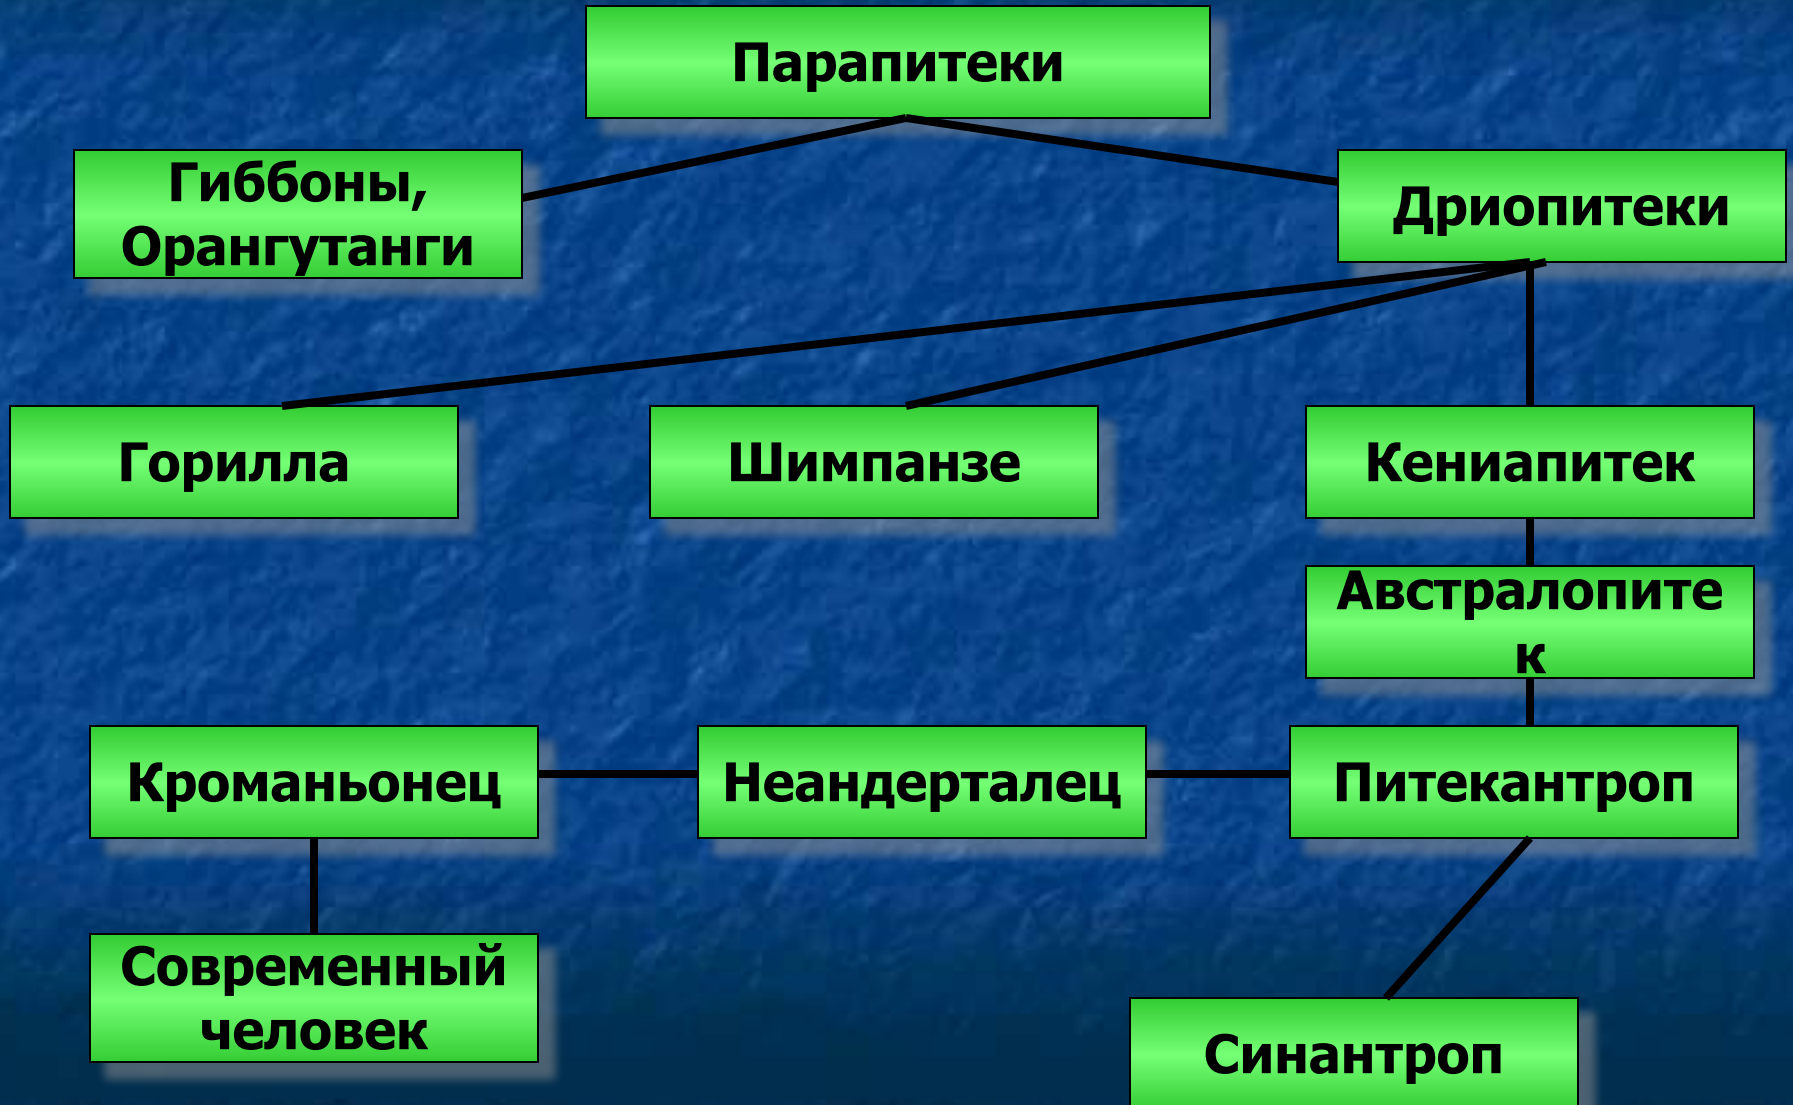 Парапитеки
Гиббоны,
Орангутанги
Дриопитеки
Горилла
Шимпанзе
Кениапитек
Австралопите
к
Кроманьонец
Неандерталец
Питекантроп
Современный
человек
Синантроп